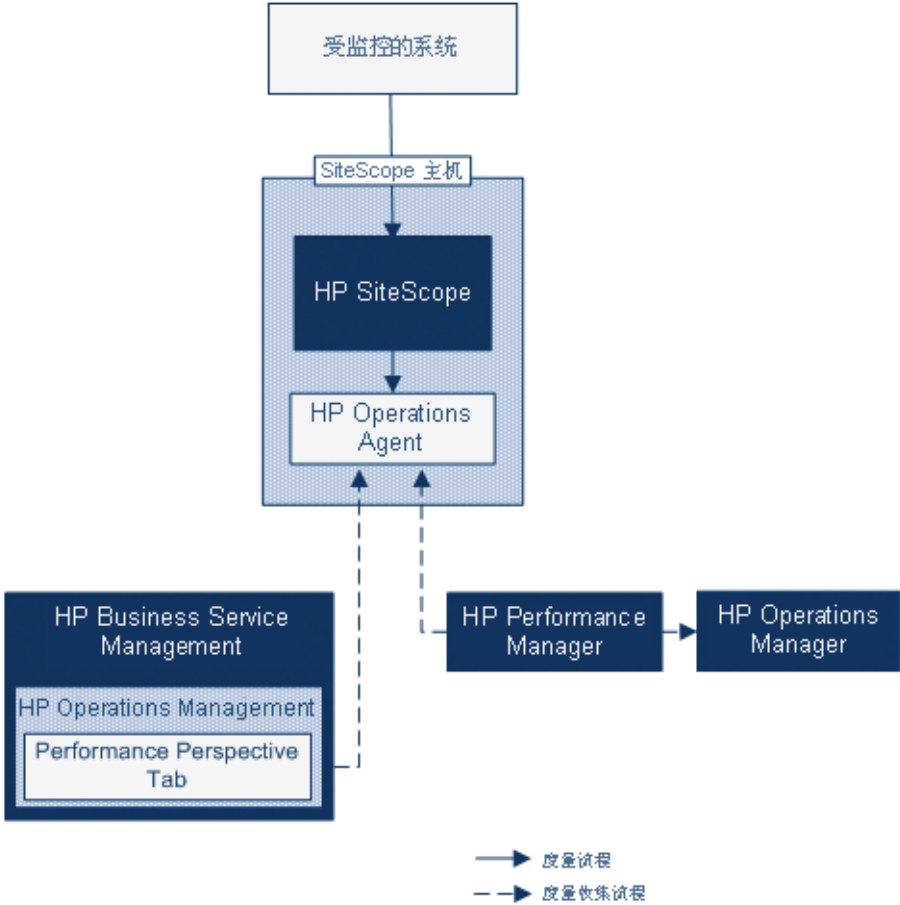 受监控的系统
SiteScope 主机
HP SiteScope
HP Operations
Agent
HP Business Service
Management
HP Operations Management
Performance Perspective
Tab
HP Performance
Manager
HP Operations
Manager
度量流程
度量收集流程